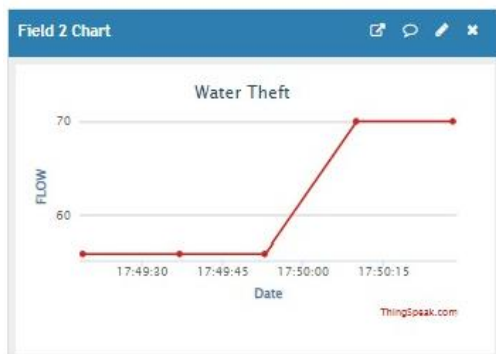 Field 2 Chart
Water Theft
70
60
FLOW
17:49:30 17:49:45 17:50:00 17:50:15
Date
ThingSpeak.com